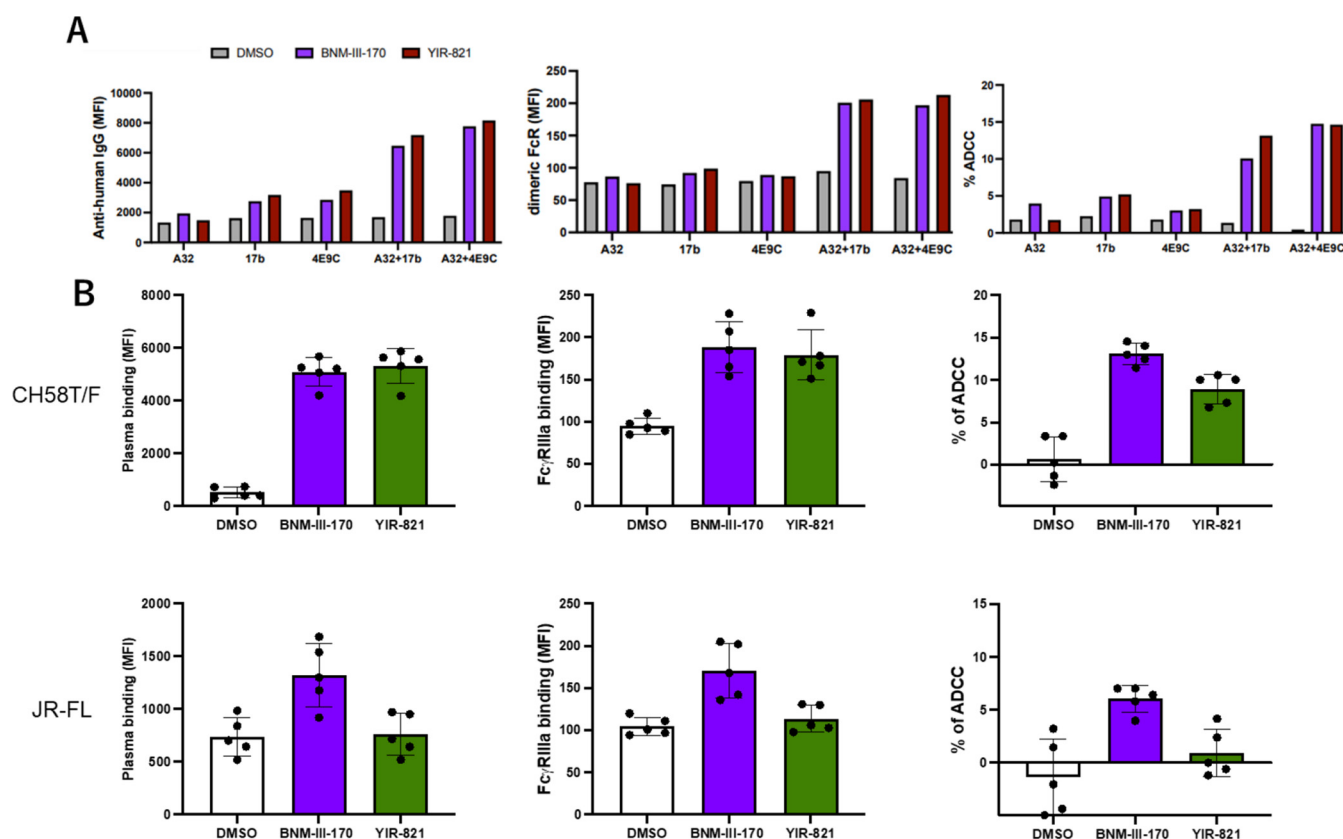 A
DMSO BNM-III-170 YIR-821
Anti-human IgG (MFI)
10000
8000
6000
4000
2000
0
A32 17b 4E9C A32+17b A32+4E9C
dimeric FcR (MFI)
250
200
150
100
50
0
A32 17b 4E9C A32+17b A32+4E9C
% ADCC
20
15
10
5
0
A32 17b 4E9C A32+17b A32+4E9C
B
CH58T/F
Plasma binding (MFI)
8000
6000
4000
2000
0
DMSO BNM-III-170 YIR-821
FcγRIIIa binding (MFI)
250
200
150
100
50
0
DMSO BNM-III-170 YIR-821
% of ADCC
20
15
10
5
0
DMSO BNM-III-170 YIR-821
JR-FL
Plasma binding (MFI)
2000
1500
1000
500
0
DMSO BNM-III-170 YIR-821
FcγRIIIa binding (MFI)
250
200
150
100
50
0
DMSO BNM-III-170 YIR-821
% of ADCC
15
10
5
0
DMSO BNM-III-170 YIR-821